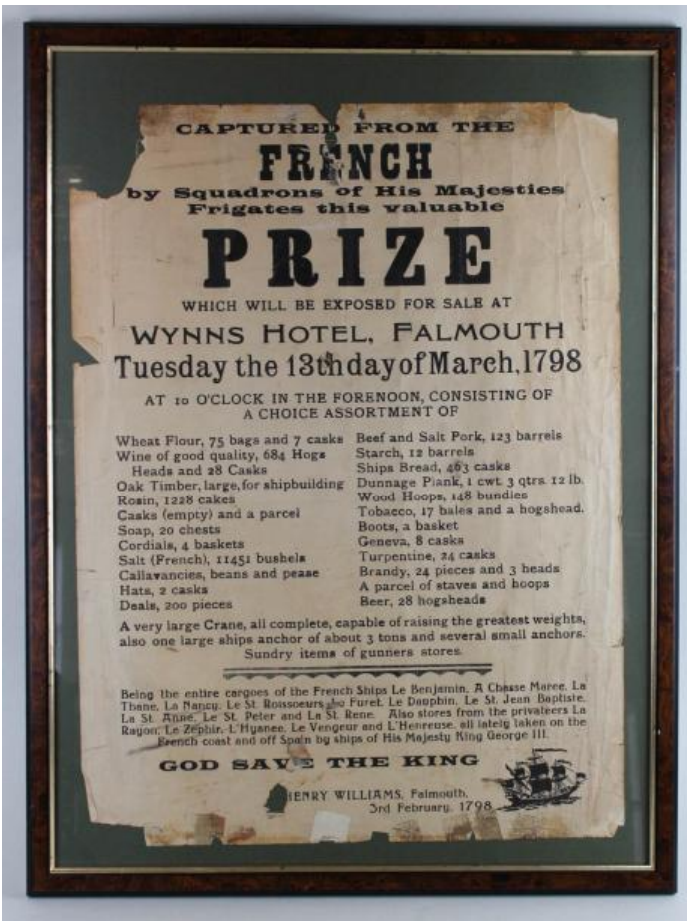 CAPTURED FROM THE
FRENCH
by Squadrons of His Majesties
Frigates this valuable
PRIZE
WHICH WILL BE EXPOSED FOR SALE AT
WYNNS HOTEL, FALMOUTH
Tuesday the 13th day of March, 1798
AT 10 O'CLOCK IN THE FORENOON, CONSISTING OF
A CHOICE ASSORTMENT OF
Wheat Flour, 75 bags and 7 casks
Wine of good quality, 684 Hogs
Heads and 28 Casks
Oak Timber, large, for shipbuilding
Rosin, 1228 cakes
Casks (empty) and a parcel
Soap, 20 chests
Cordials, 4 baskets
Salt (French), 11451 bushels
Callavancies, beans and pease
Hats, 2 casks
Deals, 200 pieces
Beef and Salt Pork, 123 barrels
Starch, 12 barrels
Ships Bread, 463 casks
Dunnage Plank, 1 cwt. 3 qtrs. 12 lb.
Wood Hoops, 148 bundles
Tobacco, 17 bales and a hogshead.
Boots, a basket
Geneva, 8 casks
Turpentine, 24 casks
Brandy, 24 pieces and 3 heads
A parcel of staves and hoops
Beer, 28 hogsheads
A very large Crane, all complete, capable of raising the greatest weights,
also one large ships anchor of about 3 tons and several small anchors.
Sundry items of gunners stores.
Being the entire cargoes of the French Ships Le Benjamin, A Chasse Maree, La
Thane, La Nancy, Le St. Roissoeurs Furet, Le Dauphin, Le St. Jean Baptiste,
La St. Anne, Le St. Peter and La St. Rene. Also stores from the privateers La
Rayon, Le Zephir, L'Hyanee, Le Vengeur and L'Henreuse, all lately taken on the
French coast and off Spain by ships of His Majesty King George III.
GOD SAVE THE KING
HENRY WILLIAMS, Falmouth,
3rd February, 1798